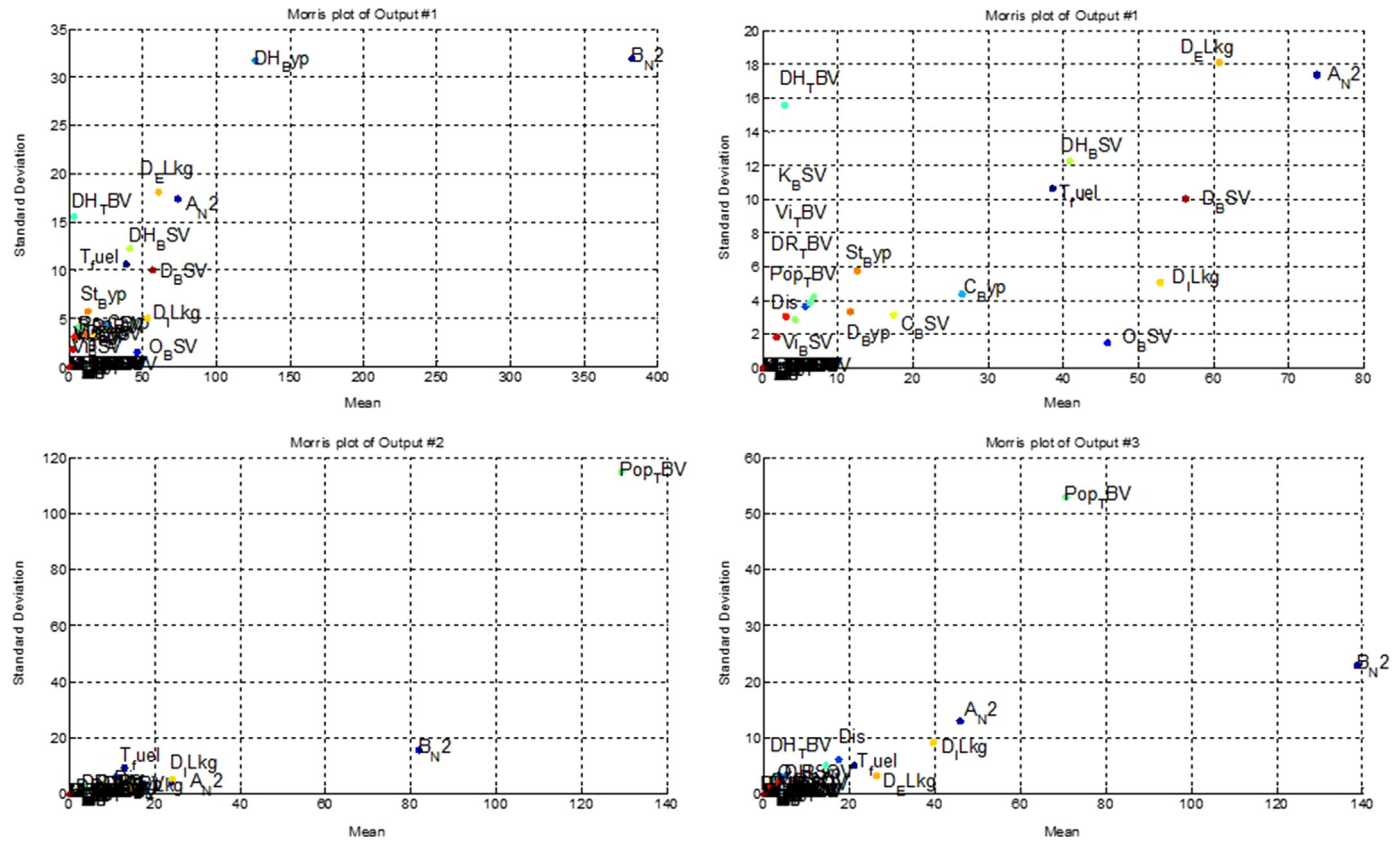 Morris plot of Output #1
Standard Deviation
35
30
25
20
15
10
5
0
DH_Byp
B_N2
D_ELkg
A_N2
DH_TBV
DH_BSV
T_fuel
D_BSV
St_Byp
D_ILkg
O_BSV
0 50 100 150 200 250 300 350 400
Mean
Morris plot of Output #1
Standard Deviation
20
18
16
14
12
10
8
6
4
2
0
D_ELkg
A_N2
DH_TBV
DH_BSV
K_BSV
T_fuel
D_BSV
Vi_TBV
DR_TBV
St_Byp
Pop_TBV
C_Byp
D_ILkg
Dis
D_Byp
C_BSV
Vi_BSV
O_BSV
0 10 20 30 40 50 60 70 80
Mean
Morris plot of Output #2
Standard Deviation
120
100
80
60
40
20
0
Pop_TBV
B_N2
T_fuel
D_ILkg
A_N2
0 20 40 60 80 100 120 140
Mean
Morris plot of Output #3
Standard Deviation
60
50
40
30
20
10
0
Pop_TBV
B_N2
A_N2
Dis
DH_TBV
D_ILkg
T_fuel
D_ELkg
0 20 40 60 80 100 120 140
Mean